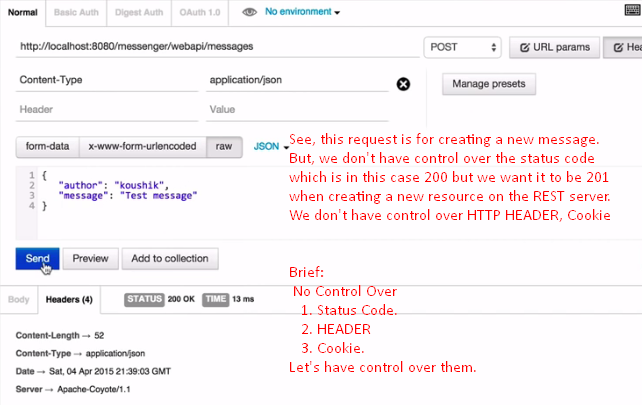 Normal Basic Auth Digest Auth OAuth 1.0 No environment
http://localhost:8080/messenger/webapi/messages POST URL params Hea
Content-Type application/json Manage presets
Header Value
form-data x-www-form-urlencoded raw JSON
See, this request is for creating a new message.
But, we don't have control over the status code
which is in this case 200 but we want it to be 201
when creating a new resource on the REST server.
We don't have control over HTTP HEADER, Cookie
1 {
2 "author": "koushik",
3 "message": "Test message"
4 }
Send Preview Add to collection
Brief:
No Control Over
1. Status Code.
2. HEADER
3. Cookie.
Let's have control over them.
Body Headers (4) STATUS 200 OK TIME 13 ms
Content-Length → 52
Content-Type → application/json
Date → Sat, 04 Apr 2015 21:39:03 GMT
Server → Apache-Coyote/1.1